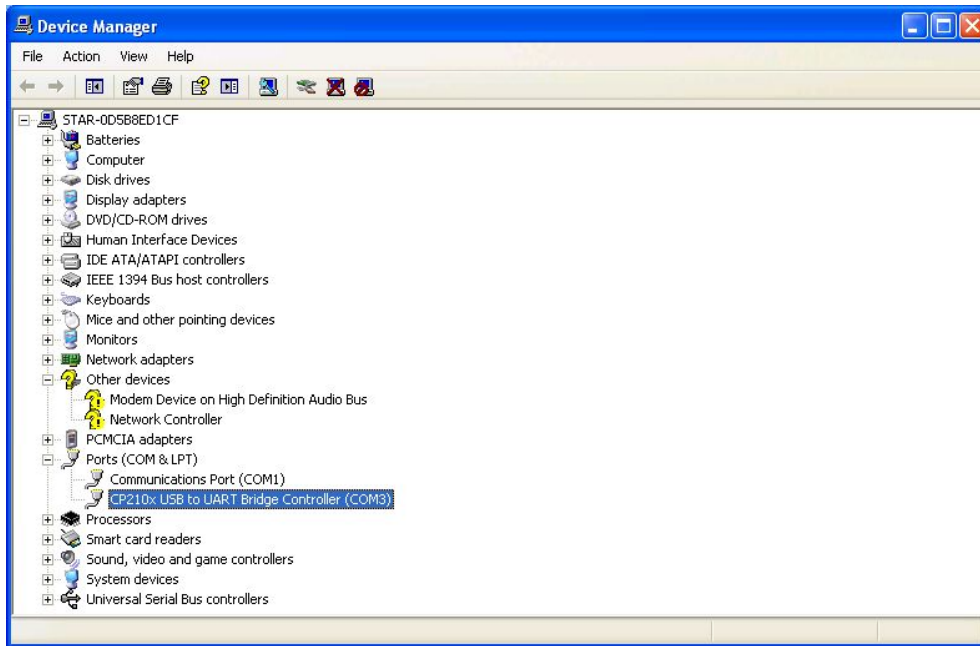 Device Manager
File Action View Help
STAR-0D5B8ED1CF
Batteries
Computer
Disk drives
Display adapters
DVD/CD-ROM drives
Human Interface Devices
IDE ATA/ATAPI controllers
IEEE 1394 Bus host controllers
Keyboards
Mice and other pointing devices
Monitors
Network adapters
Other devices
Modem Device on High Definition Audio Bus
Network Controller
PCMCIA adapters
Ports (COM & LPT)
Communications Port (COM1)
CP210x USB to UART Bridge Controller (COM3)
Processors
Smart card readers
Sound, video and game controllers
System devices
Universal Serial Bus controllers